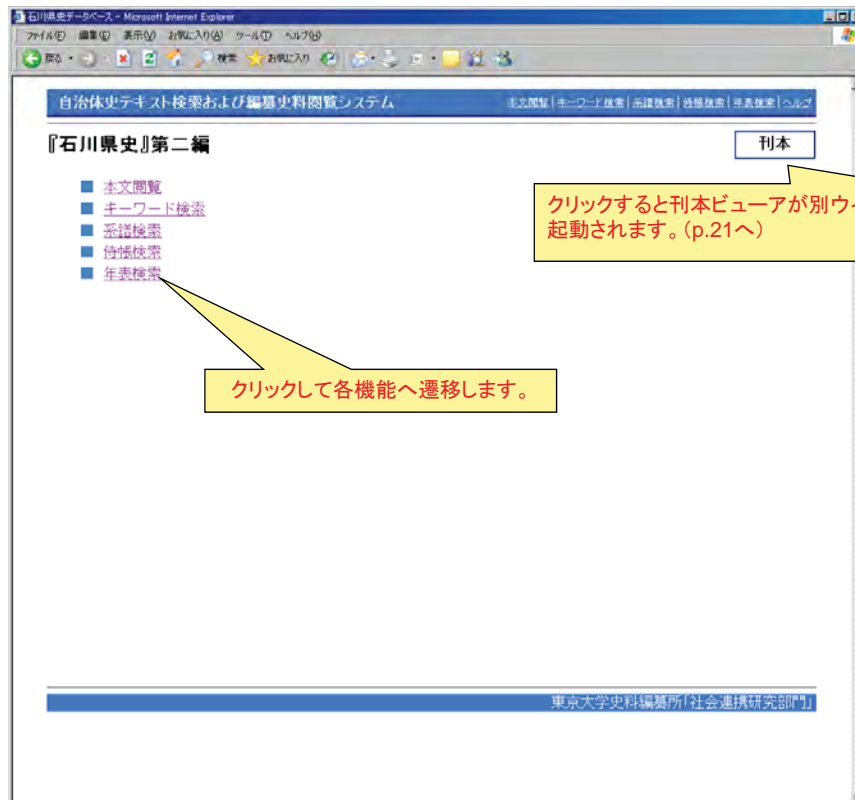 石川県史データベース - Microsoft Internet Explorer
ファイル(F) 編集(E) 表示(V) お気に入り(A) ツール(T) ヘルプ(H)
戻る 検索 お気に入り
自治体史テキスト検索および編纂史料閲覧システム 本文閲覧 | キーワード検索 | 系譜検索 | 侍帳検索 | 年表検索 | ヘルプ
『石川県史』第二編 刊本
本文閲覧
キーワード検索
系譜検索
侍帳検索
年表検索
クリックすると刊本ビューアが別ウィ
起動されます。(p.21へ)
クリックして各機能へ遷移します。
東京大学史料編纂所「社会連携研究部門」